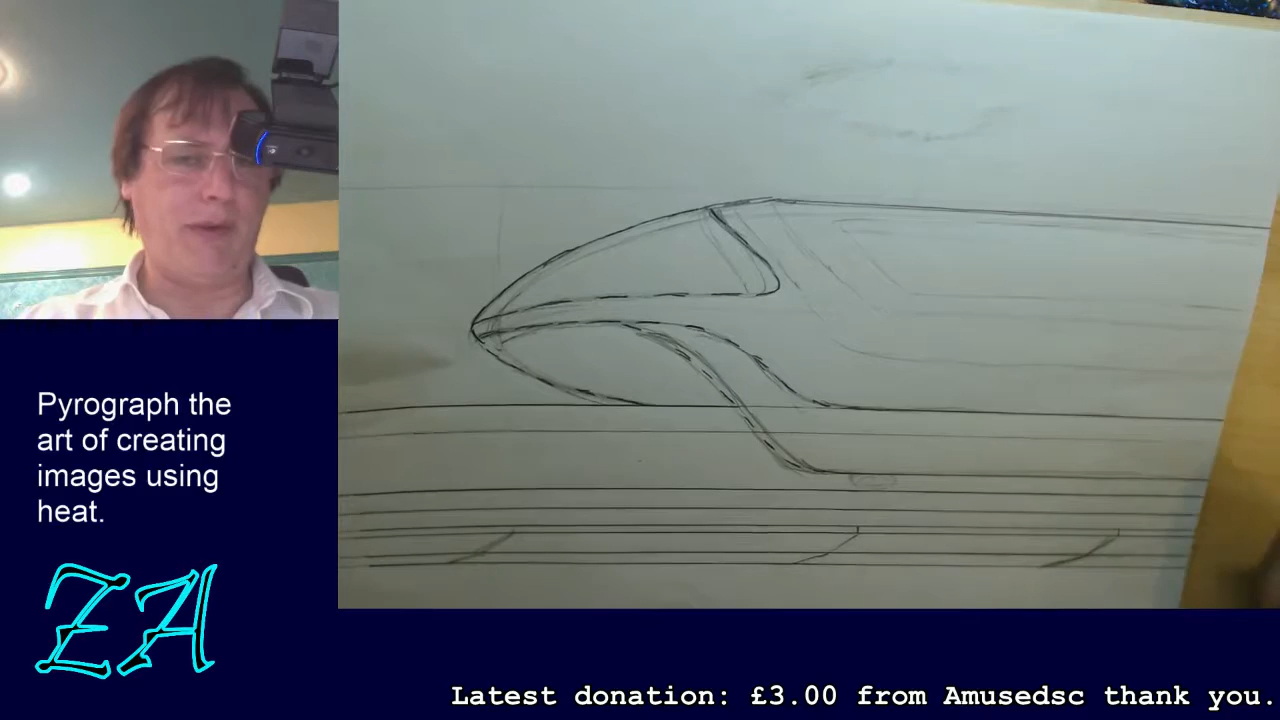 Pyrograph the
art of creating
images using
heat.
ZA
Latest donation: £3.00 from Amusedsc thank you.